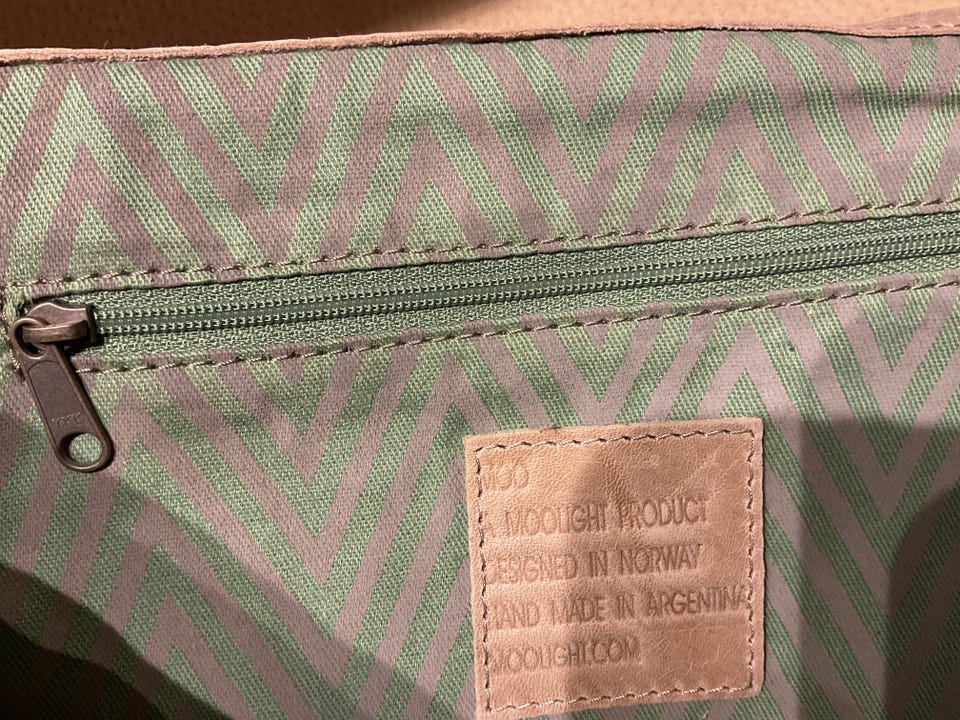 MOO
A MOOLIGHT PRODUCT
DESIGNED IN NORWAY
HAND MADE IN ARGENTINA
MOOLIGHT.COM